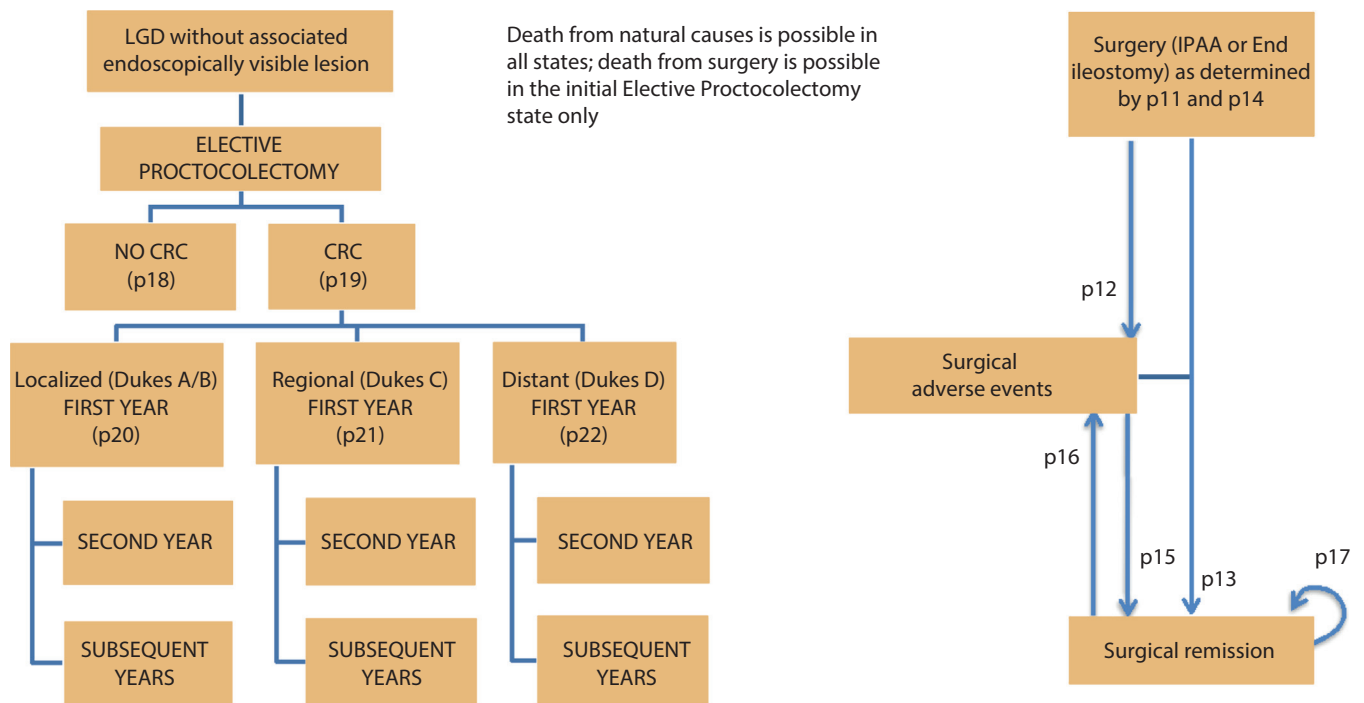 LGD without associated
endoscopically visible lesion
Death from natural causes is possible in
all states; death from surgery is possible
in the initial Elective Proctocolectomy
state only
ELECTIVE
PROCTOCOLECTOMY
NO CRC
(p18)
CRC
(p19)
Localized (Dukes A/B)
FIRST YEAR
(p20)
Regional (Dukes C)
FIRST YEAR
(p21)
Distant (Dukes D)
FIRST YEAR
(p22)
SECOND YEAR
SECOND YEAR
SECOND YEAR
SUBSEQUENT
YEARS
SUBSEQUENT
YEARS
SUBSEQUENT
YEARS
Surgery (IPAA or End
ileostomy) as determined
by p11 and p14
p12
Surgical
adverse events
p16
p15
p13
p17
Surgical remission